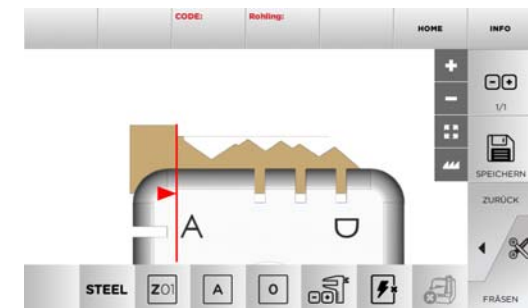 CODE:
Rohling:
HOME
INFO
1/1
SPEICHERN
ZURÜCK
A
D
STEEL
Z01
A
0
FRÄSEN